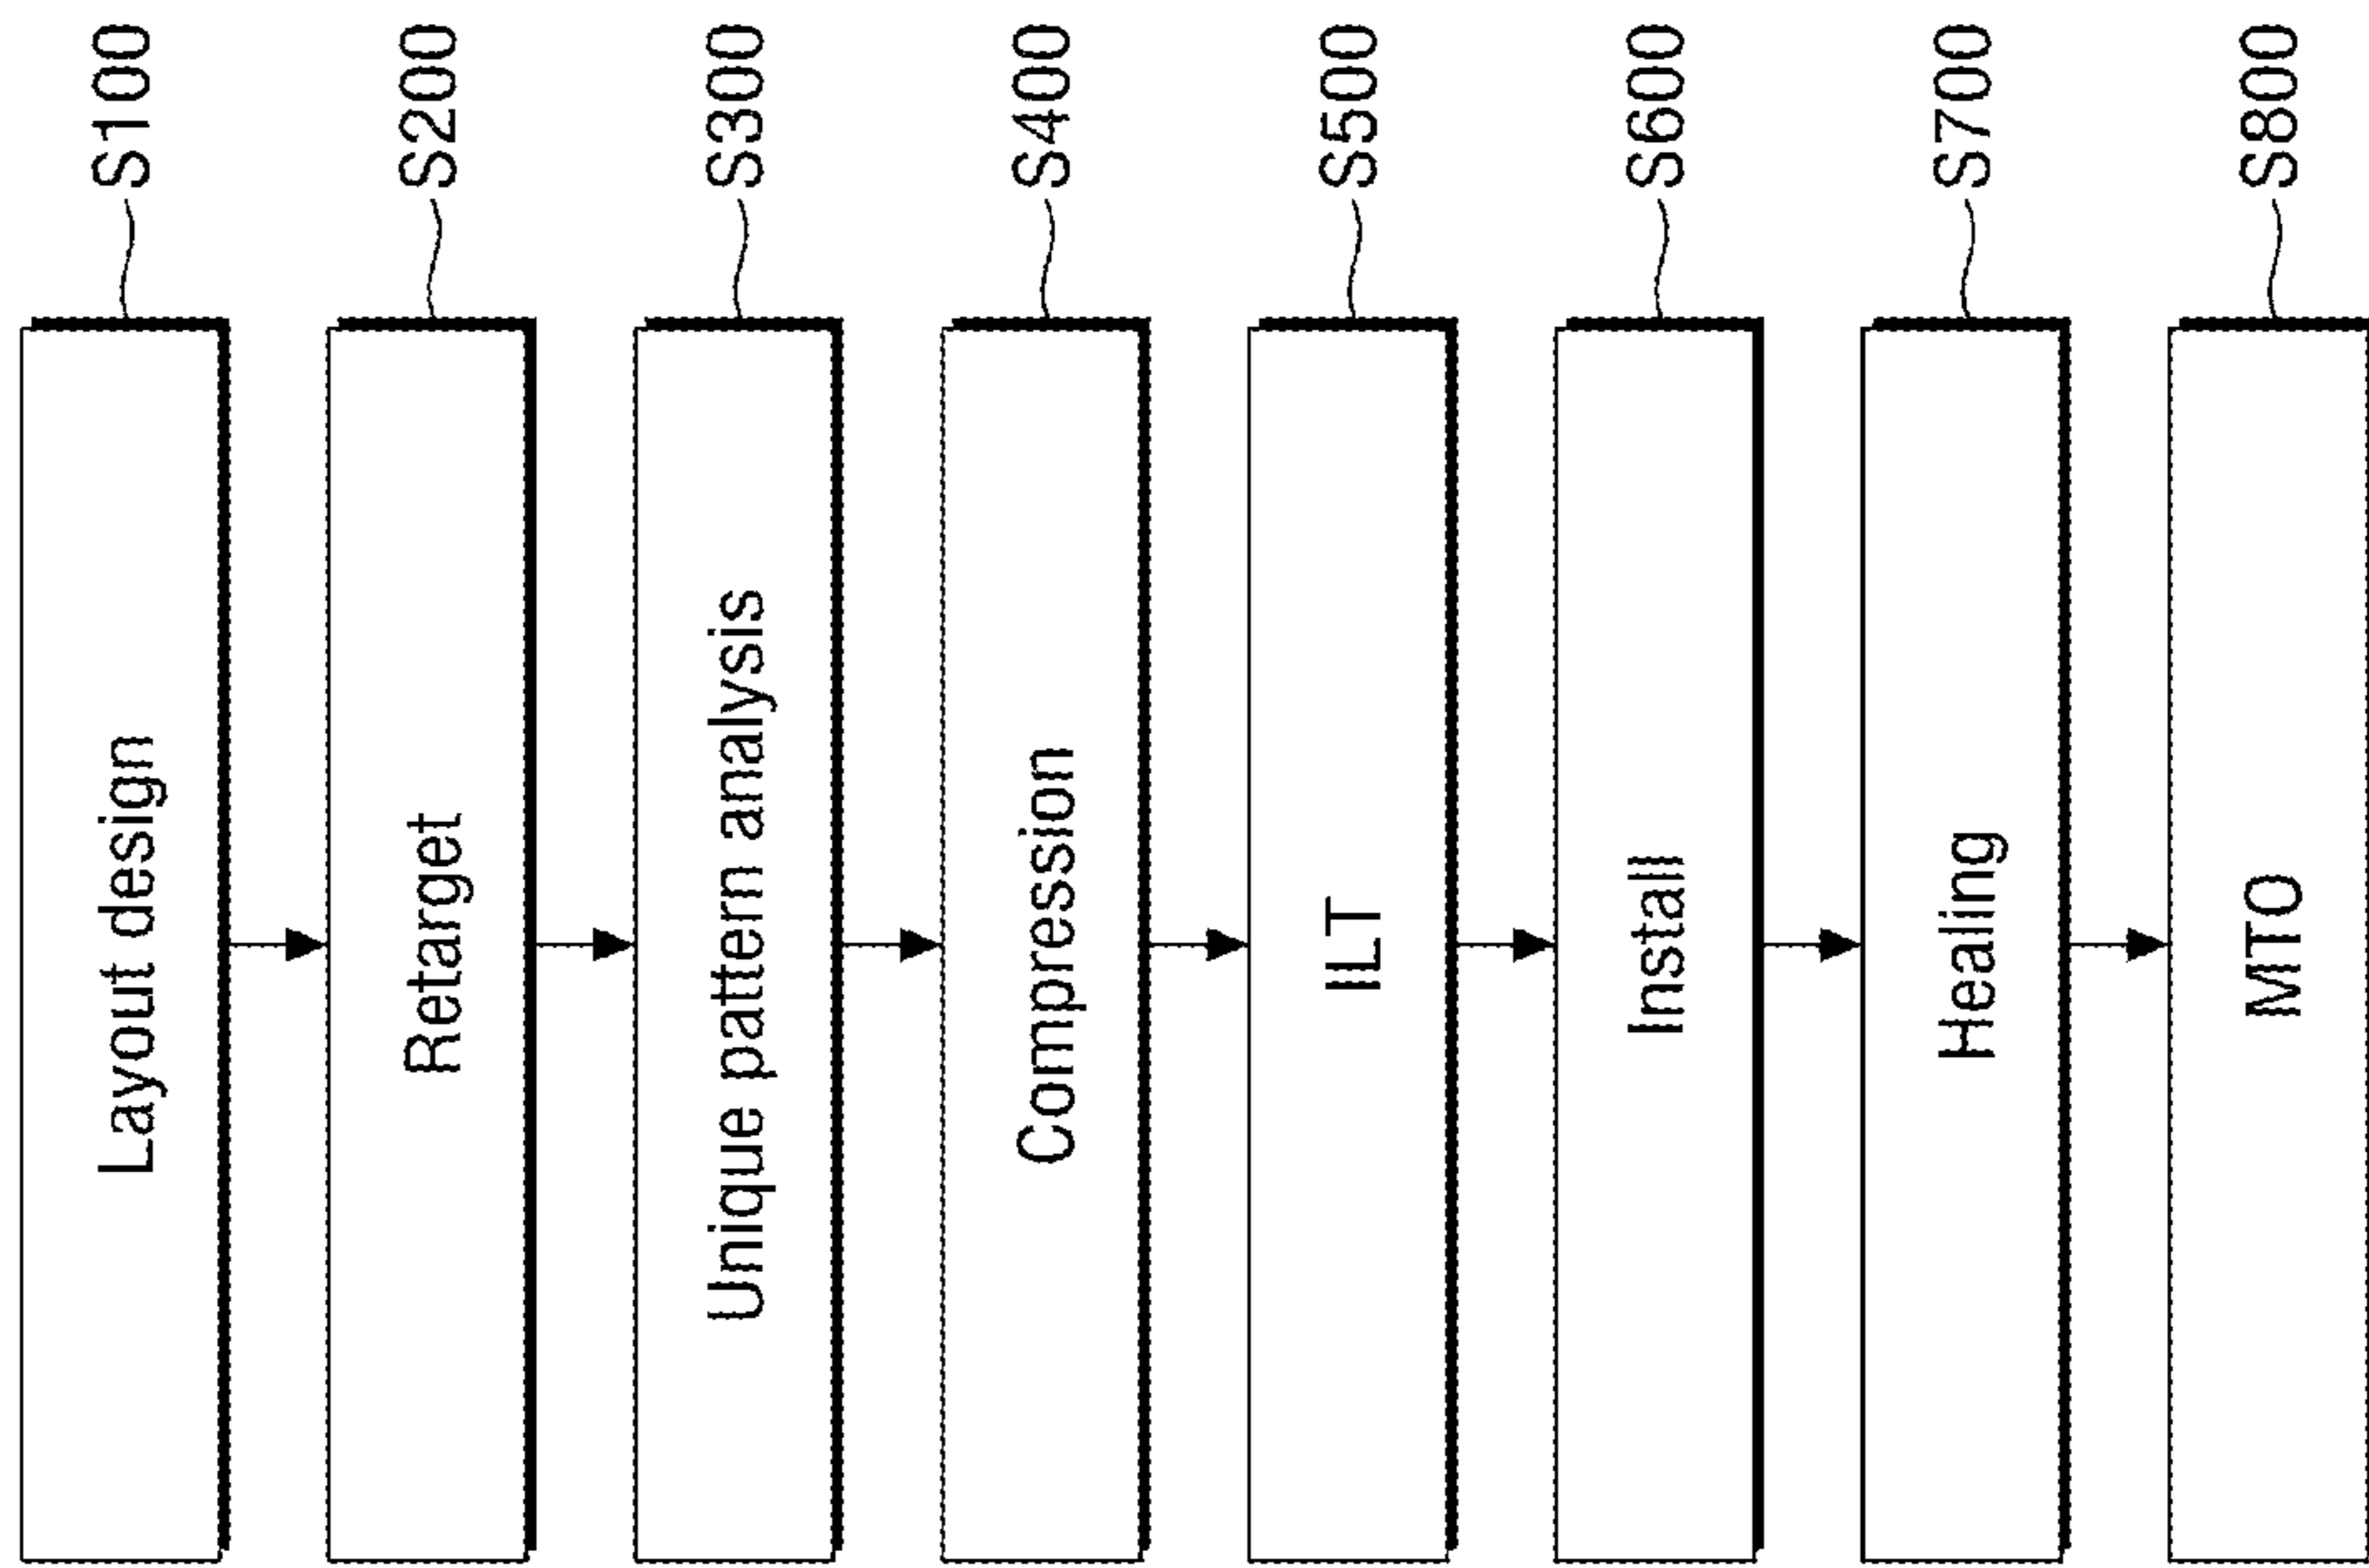 Layout design
S100
Retarget
S200
Unique pattern analysis
S300
Compression
S400
ILT
S500
Install
S600
Healing
S700
MTO
S800